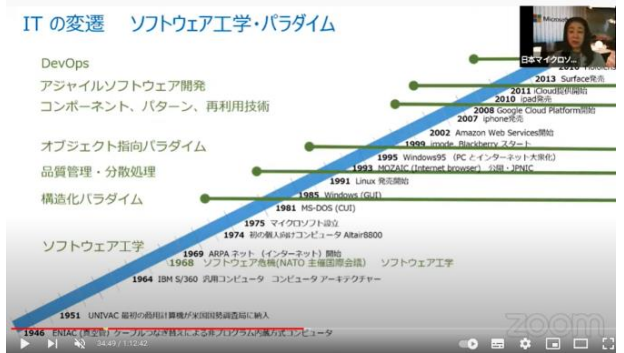 IT の変遷 ソフトウェア工学・パラダイム
Microsoft
日本マイクロソ...
DevOps
アジャイルソフトウェア開発
コンポーネント、パターン、再利用技術
オブジェクト指向パラダイム
品質管理・分散処理
構造化パラダイム
ソフトウェア工学
2013 Surface発売
2011 iCloud提供開始
2010 ipad発売
2008 Google Cloud Platform開始
2007 iphone発売
2002 Amazon Web Services開始
1999 imode, Blackberry スタート
1995 Windows95 (PC とインターネット大衆化)
1993 MOZAIC (Internet browser) 公開・JPNIC
1991 Linux 発売開始
1985 Windows (GUI)
1981 MS-DOS (CUI)
1975 マイクロソフト設立
1974 初の個人向けコンピュータ Altair8800
1969 ARPA ネット (インターネット) 開始
1968 ソフトウェア危機(NATO 主催国際会議) ソフトウェア工学
1964 IBM S/360 汎用コンピュータ コンピュータ アーキテクチャー
1951 UNIVAC 最初の商用計算機が米国国勢調査局に納入
1946 ENIAC (真空管) ケーブルつなぎ替えによる非プログラム内蔵方式コンピュータ
zoom
34:49 / 1:12:42